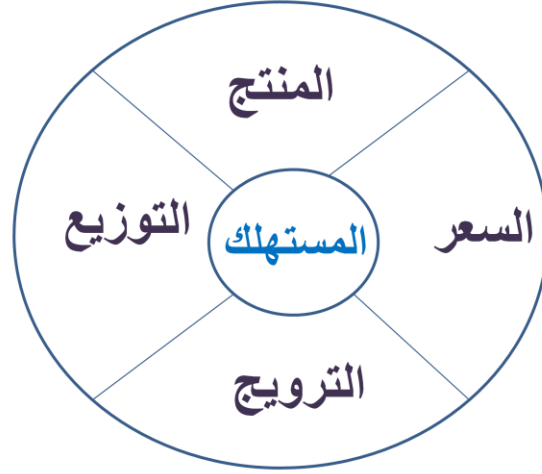 المنتج
السعر
المستهلك
التوزيع
الترويج